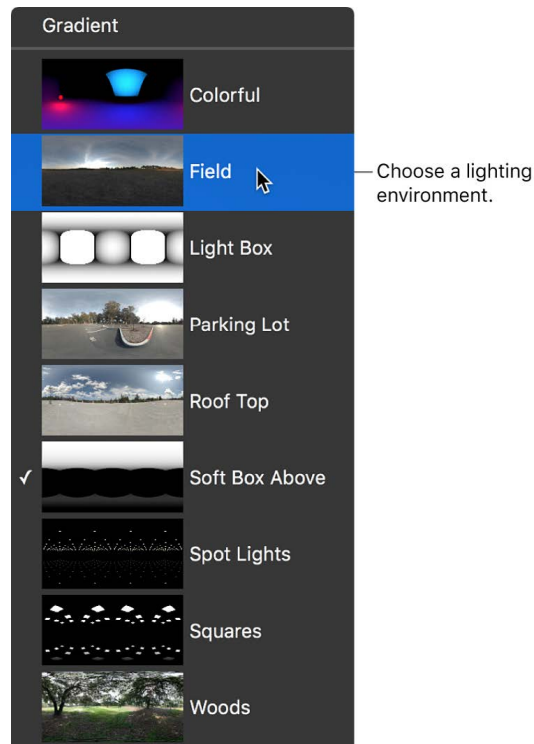 Gradient
Colorful
Field
Choose a lighting
environment.
Light Box
Parking Lot
Roof Top
Soft Box Above
Spot Lights
Squares
Woods